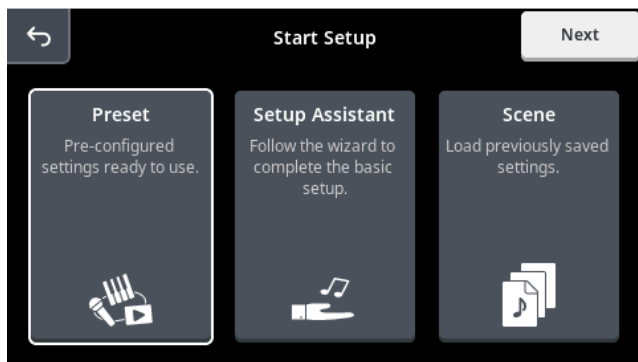 Start Setup
Next
Preset
Pre-configured
settings ready to use.
Setup Assistant
Follow the wizard to
complete the basic
setup.
Scene
Load previously saved
settings.